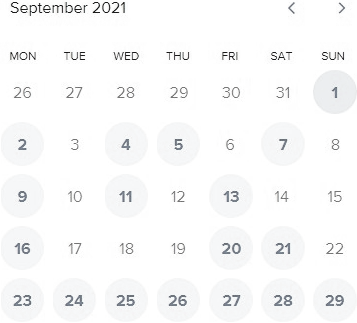 September 2021
MON TUE WED THU FRI SAT SUN
26 27 28 29 30 31 1
2 3 4 5 6 7 8
9 10 11 12 13 14 15
16 17 18 19 20 21 22
23 24 25 26 27 28 29